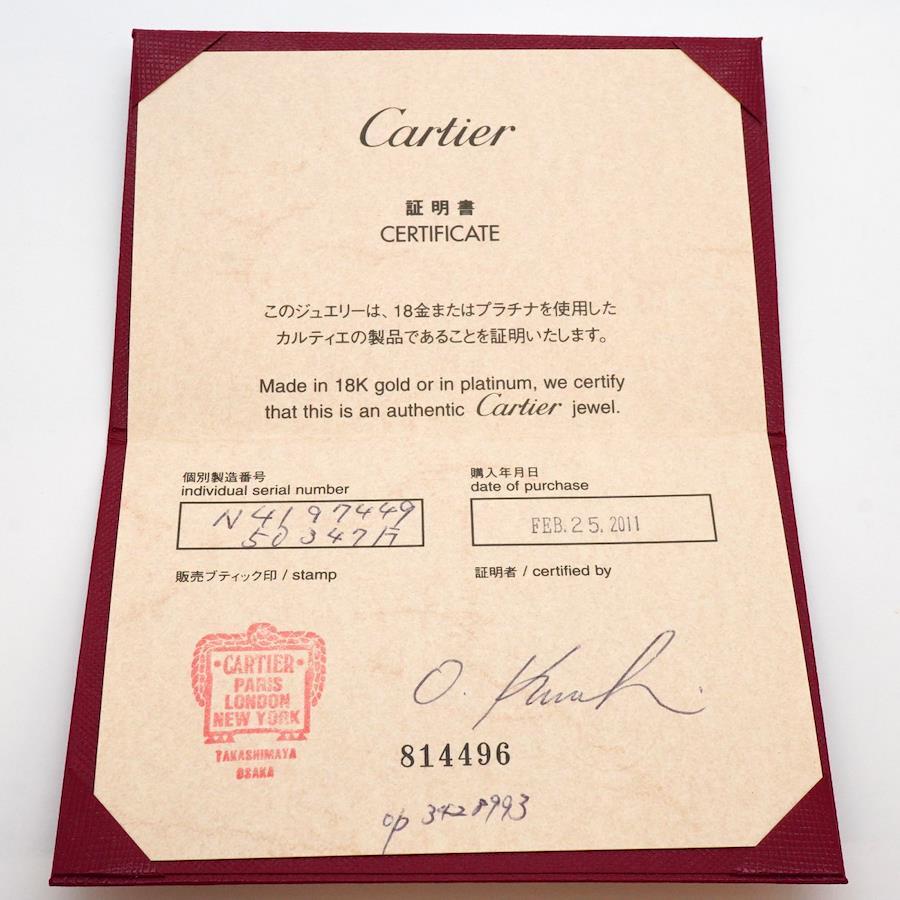 Cartier
証明書
CERTIFICATE
このジュエリーは、18金またはプラチナを使用した
カルティエの製品であることを証明いたします。
Made in 18K gold or in platinum, we certify
that this is an authentic Cartier jewel.
個別製造番号
individual serial number
N4197449
購入年月日
date of purchase
FEB.25.2011
販売ブティック印 / stamp
証明者 / certified by
CARTIER
PARIS
LONDON
NEW YORK
TAKASHIMAYA
OSAKA
O.
814496
op 3428993